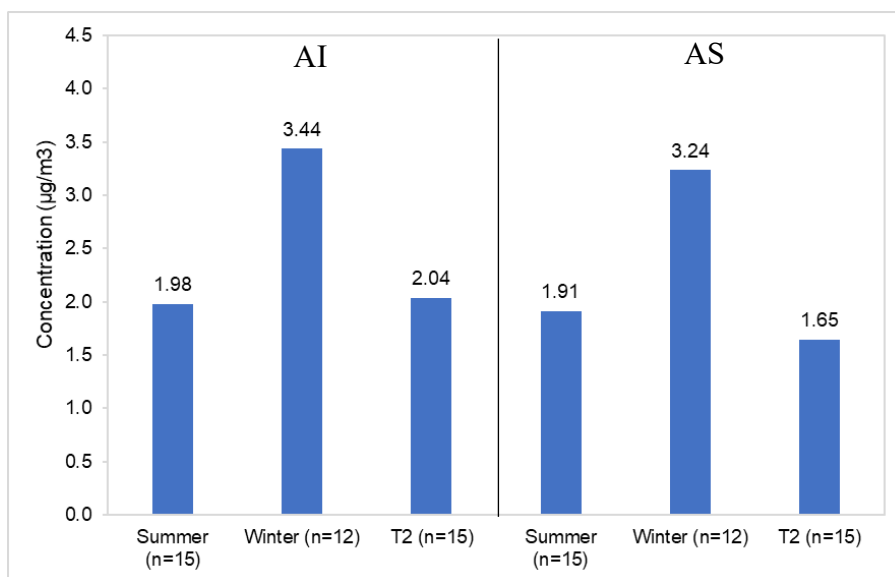 AI
AS
Concentration (µg/m3)
4.5
4.0
3.5
3.0
2.5
2.0
1.5
1.0
0.5
0.0
1.98
3.44
2.04
1.91
3.24
1.65
Summer
(n=15)
Winter (n=12)
T2 (n=15)
Summer
(n=15)
Winter (n=12)
T2 (n=15)